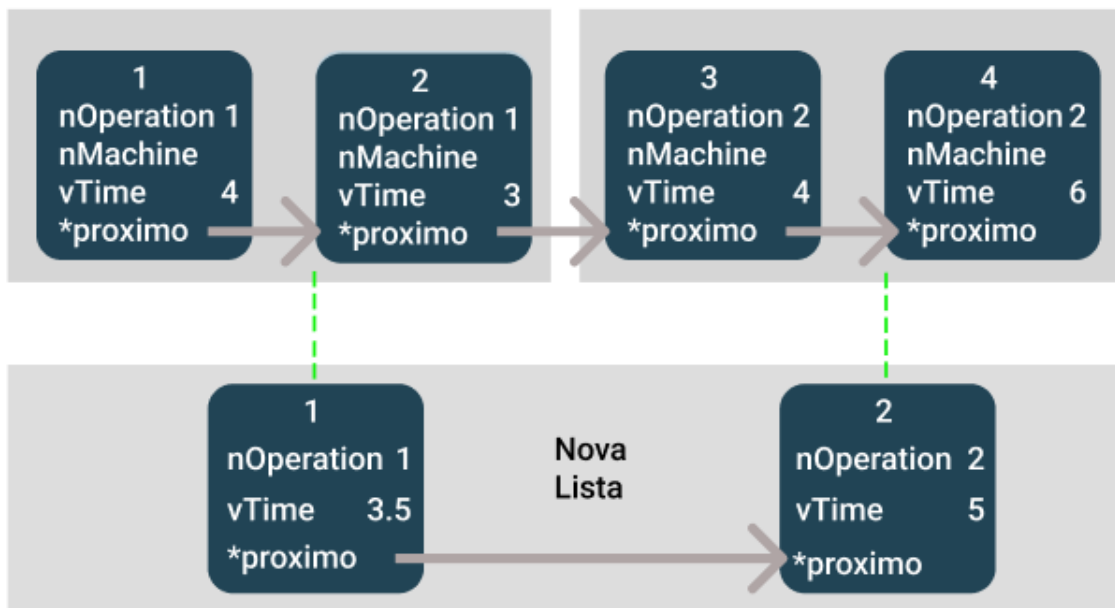 1
nOperation 1
nMachine
vTime 4
*proximo
2
nOperation 1
nMachine
vTime 3
*proximo
3
nOperation 2
nMachine
vTime 4
*proximo
4
nOperation 2
nMachine
vTime 6
*proximo
1
nOperation 1
vTime 3.5
*proximo
Nova
Lista
2
nOperation 2
vTime 5
*proximo